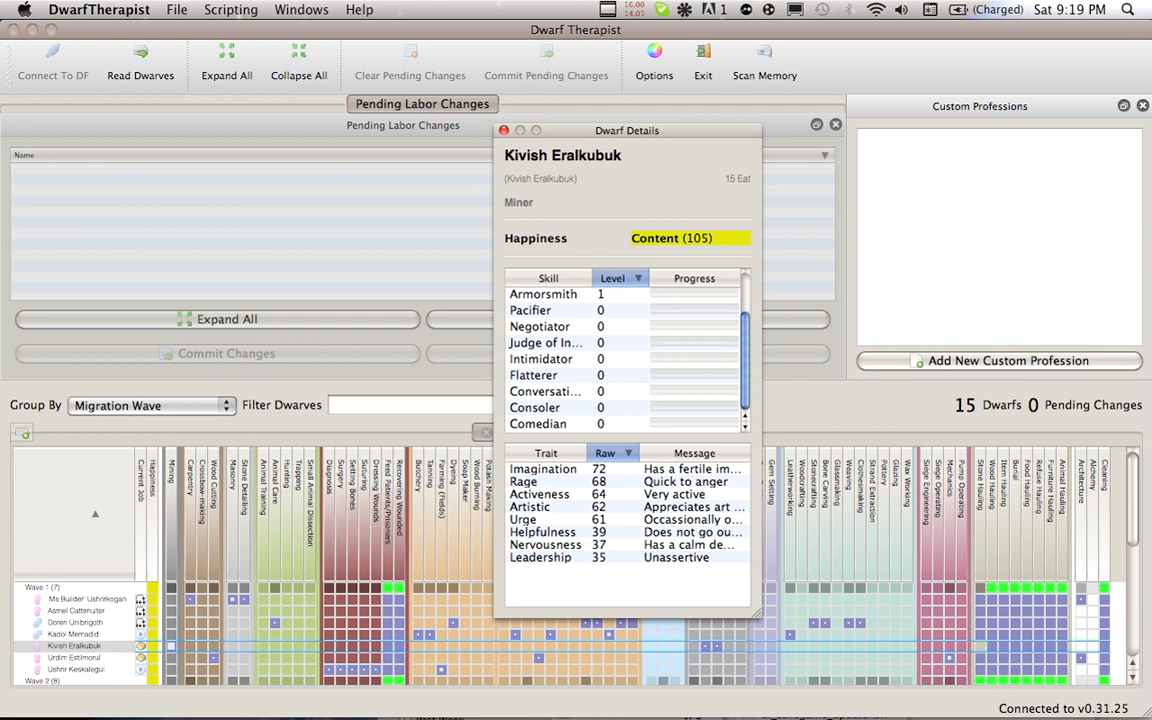 DwarfTherapist File Scripting Windows Help
16.00
14.05
1 (Charged) Sat 9:19 PM
Dwarf Therapist
Connect To DF Read Dwarves Expand All Collapse All Clear Pending Changes Commit Pending Changes Options Exit Scan Memory
Pending Labor Changes
Pending Labor Changes
Name
Expand All
Commit Changes
Custom Professions
Add New Custom Profession
Dwarf Details
Kivish Eralkubuk
(Kivish Eralkubuk) 15 Eat
Miner
Happiness Content (105)
Skill Level Progress
Armorsmith 1
Pacifier 0
Negotiator 0
Judge of In... 0
Intimidator 0
Flatterer 0
Conversati... 0
Consoler 0
Comedian 0
Trait Raw Message
Imagination 72 Has a fertile im...
Rage 68 Quick to anger
Activeness 64 Very active
Artistic 62 Appreciates art ...
Urge 61 Occassionally o...
Helpfulness 39 Does not go ou...
Nervousness 37 Has a calm de...
Leadership 35 Unassertive
Group By Migration Wave Filter Dwarves
15 Dwarfs 0 Pending Changes
Current Job
Happiness
Mining
Carpentry
Crossbow-making
Wood Cutting
Masonry
Stone Detailing
Animal Training
Animal Care
Hunting
Trapping
Small Animal Dissection
Diagnosis
Surgery
Setting Bones
Suturing
Dressing Wounds
Feed Patients/Prisoners
Recovering Wounded
Butchery
Tanning
Farming (Fields)
Dyeing
Soap Maker
Wood Burning
Potash Making
Gem Setting
Leatherworking
Woodcrafting
Stonecrafting
Bone Carving
Glassmaking
Weaving
Clothesmaking
Strand Extraction
Pottery
Glazing
Wax Working
Siege Engineering
Siege Operating
Mechanics
Pump Operating
Stone Hauling
Wood Hauling
Item Hauling
Burial
Food Hauling
Refuse Hauling
Furniture Hauling
Animal Hauling
Architecture
Alchemy
Cleaning
Wave 1 (7)
'Ms Builder' Ushrirkogan
Asmel Cattenuiter
Doren Unibrigoth
Kadol Memadid
Kivish Eralkubuk
Urdim Estilmorul
Ushrir Keskalegul
Wave 2 (8)
Connected to v0.31.25